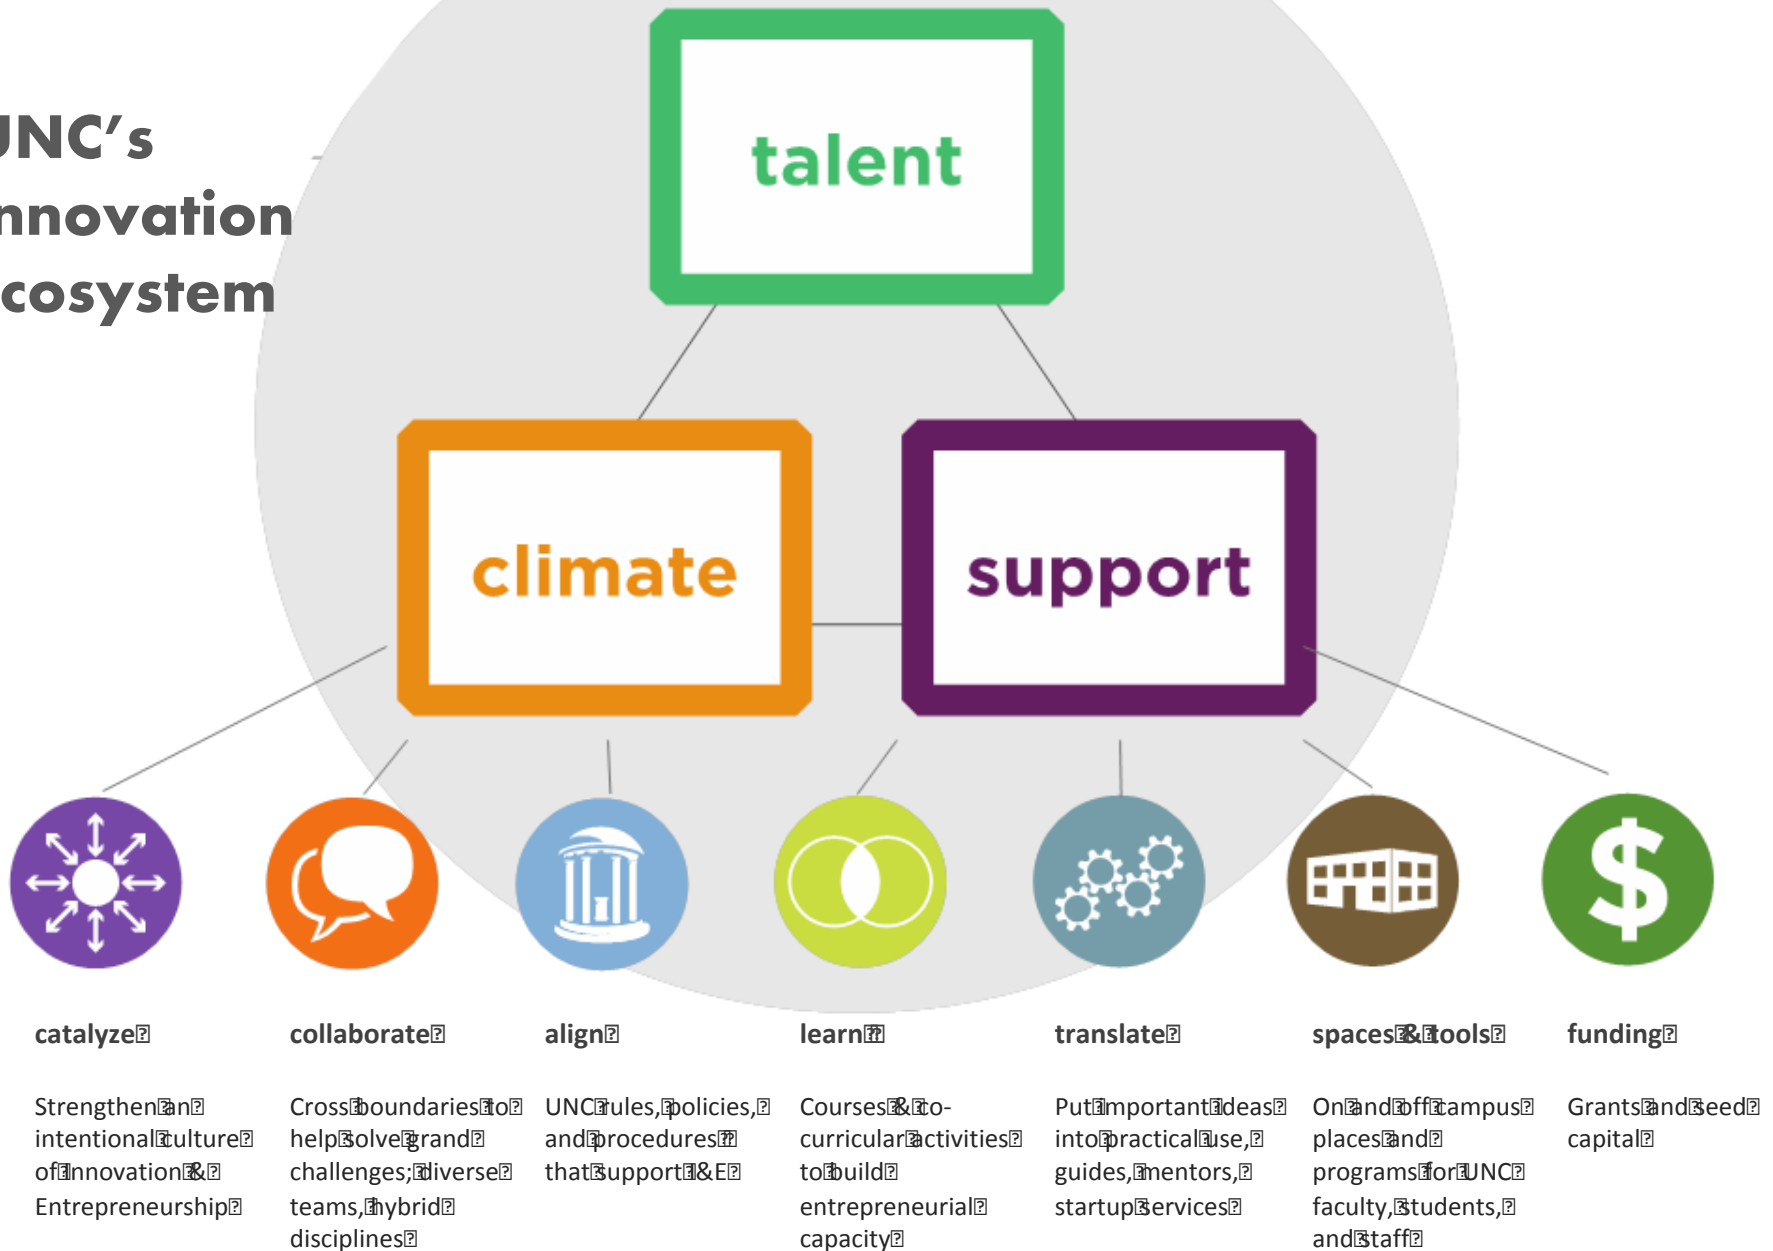 UNC’s
Innovation
cosystem
talent
climate
support
catalyze
Strengthen an
intentional culture
of Innovation &
Entrepreneurship
collaborate
Cross boundaries to
help solve grand
challenges; diverse
teams, hybrid
disciplines
align
UNC rules, policies,
and procedures
that support I&E
learn
Courses & co-
curricular activities
to build
entrepreneurial
capacity
translate
Put important ideas
into practical use,
guides, mentors,
startup services
spaces & tools
On and off campus
places and
programs for UNC
faculty, students,
and staff
funding
Grants and seed
capital
$